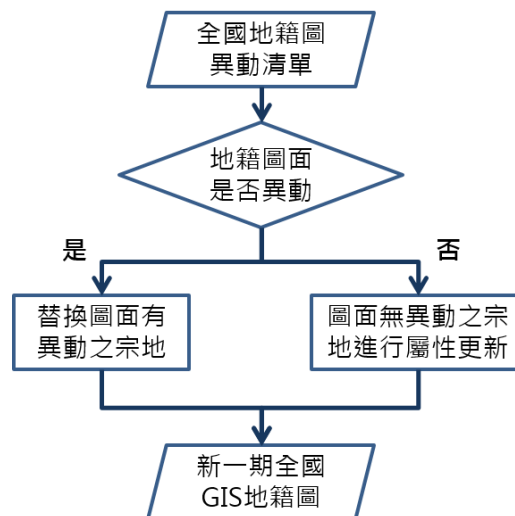 全國地籍圖
異動清單
地籍圖面
是否異動
是
否
替換圖面有
異動之宗地
圖面無異動之宗
地進行屬性更新
新一期全國
GIS地籍圖